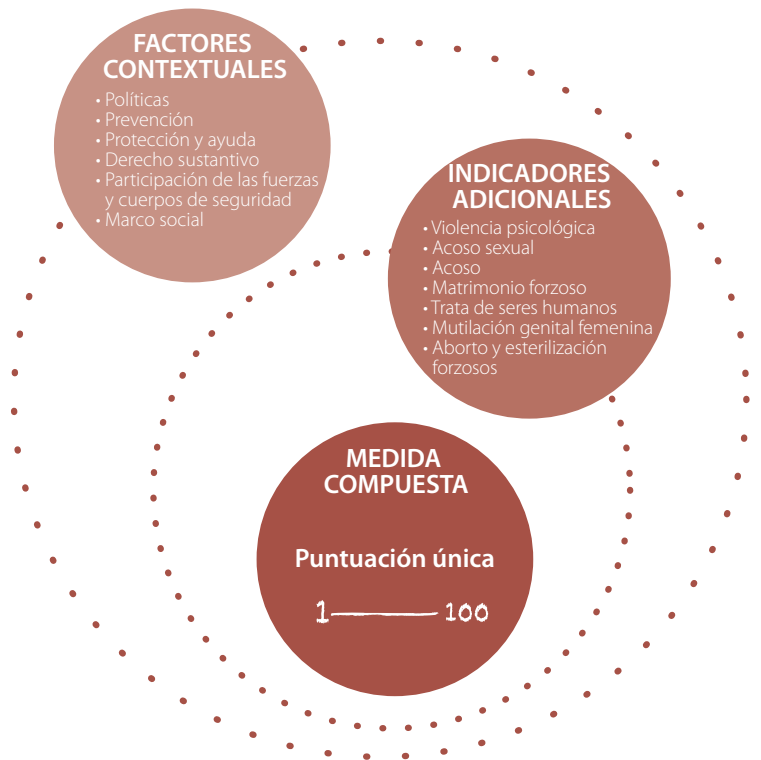 FACTORES
CONTEXTUALES
• Políticas
• Prevención
• Protección y ayuda
• Derecho sustantivo
• Participación de las fuerzas
y cuerpos de seguridad
• Marco social
INDICADORES
ADICIONALES
• Violencia psicológica
• Acoso sexual
• Acoso
• Matrimonio forzoso
• Trata de seres humanos
• Mutilación genital femenina
• Aborto y esterilización
forzosos
MEDIDA
COMPUESTA
Puntuación única
1 100